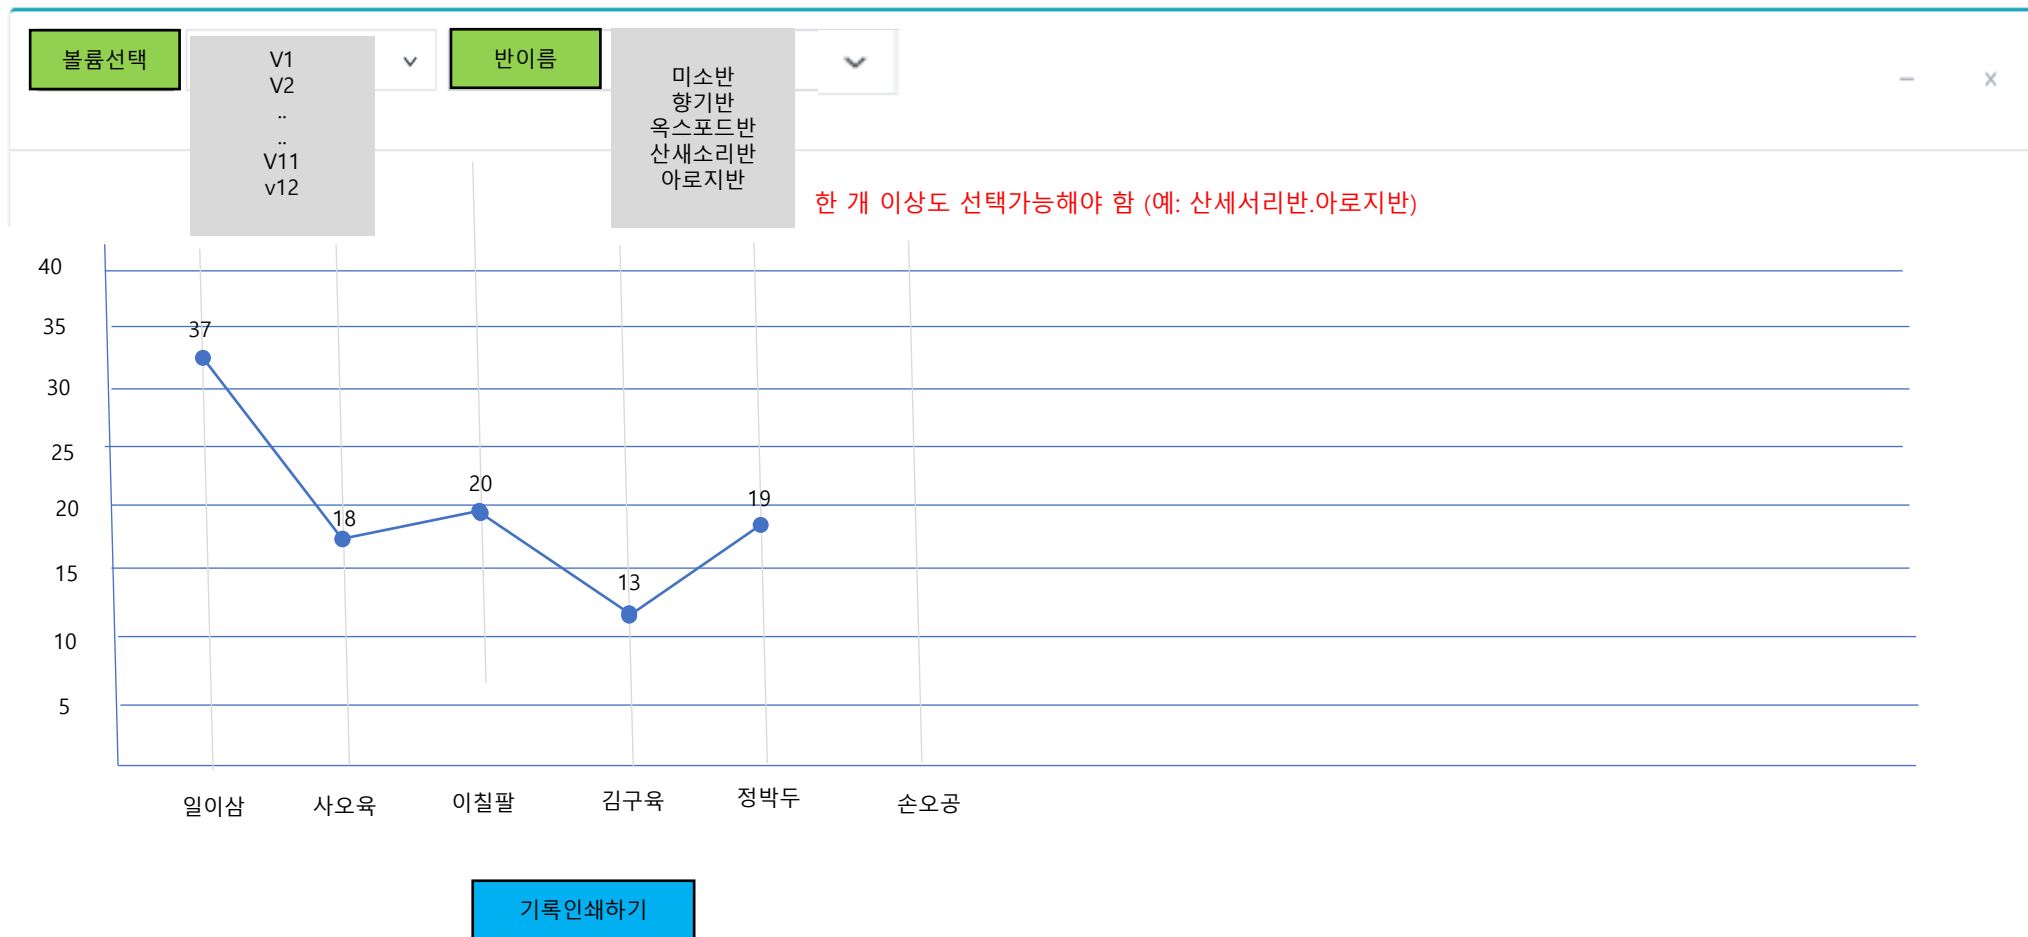 볼륨선택
V1
V2
..
..
V11
v12
반이름
미소반
향기반
옥스포드반
산새소리반
아로지반
한 개 이상도 선택가능해야 함 (예: 산세서리반.아로지반)
40
35
30
25
20
15
10
5
37
18
20
13
19
일이삼
사오육
이칠팔
김구육
정박두
손오공
기록인쇄하기